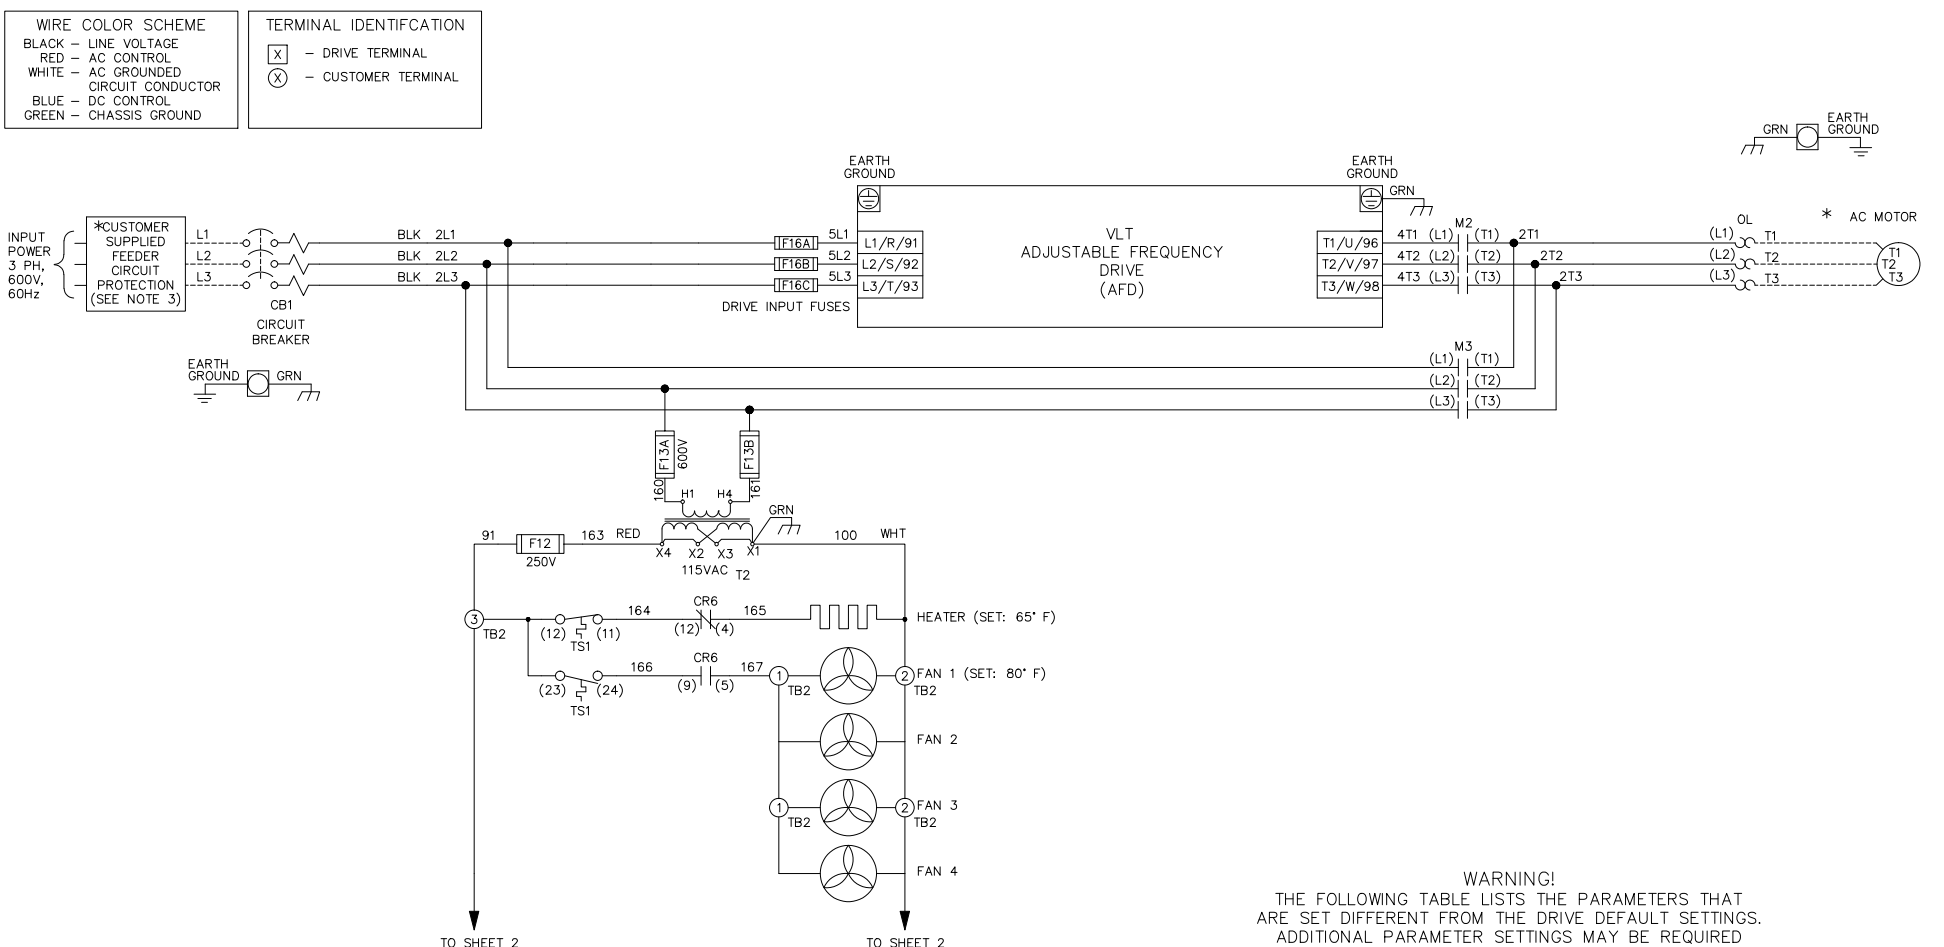 WIRE COLOR SCHEME
BLACK – LINE VOLTAGE
RED – AC CONTROL
WHITE – AC GROUNDED
CIRCUIT CONDUCTOR
BLUE – DC CONTROL
GREEN – CHASSIS GROUND
TERMINAL IDENTIFCATION
X – DRIVE TERMINAL
X – CUSTOMER TERMINAL
GRN
EARTH
GROUND
INPUT
POWER
3 PH,
600V,
60Hz
*CUSTOMER
SUPPLIED
FEEDER
CIRCUIT
PROTECTION
(SEE NOTE 3)
L1
L2
L3
CB1
CIRCUIT
BREAKER
BLK 2L1
BLK 2L2
BLK 2L3
F16A 5L1
F16B 5L2
F16C 5L3
DRIVE INPUT FUSES
EARTH
GROUND
L1/R/91
L2/S/92
L3/T/93
VLT
ADJUSTABLE FREQUENCY
DRIVE
(AFD)
EARTH
GROUND
GRN
T1/U/96
T2/V/97
T3/W/98
M2
4T1 (L1) (T1) 2T1
4T2 (L2) (T2) 2T2
4T3 (L3) (T3) 2T3
OL
(L1) T1
(L2) T2
(L3) T3
* AC MOTOR
T1
T2
T3
EARTH
GROUND GRN
M3
(L1) (T1)
(L2) (T2)
(L3) (T3)
F13A
600V
F13B
160
161
H1 H4
GRN
91 F12 163 RED
250V
X4 X2 X3 X1
100 WHT
115VAC T2
3
TB2
(12) (11)
TS1
164
CR6
(12) (4)
165
HEATER (SET: 65° F)
(23) (24)
TS1
166
CR6
(9) (5)
167
1
TB2
2
TB2
FAN 1 (SET: 80° F)
FAN 2
1
TB2
2
TB2
FAN 3
FAN 4
TO SHEET 2
TO SHEET 2
WARNING!
THE FOLLOWING TABLE LISTS THE PARAMETERS THAT
ARE SET DIFFERENT FROM THE DRIVE DEFAULT SETTINGS.
ADDITIONAL PARAMETER SETTINGS MAY BE REQUIRED